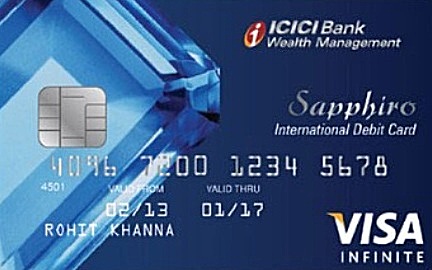 ICICI Bank
Wealth Management
Sapphiro
International Debit Card
4096 7200 1234 5678
4501 VALID FROM VALID THRU
02/13 01/17
ROHIT KHANNA
VISA
INFINITE